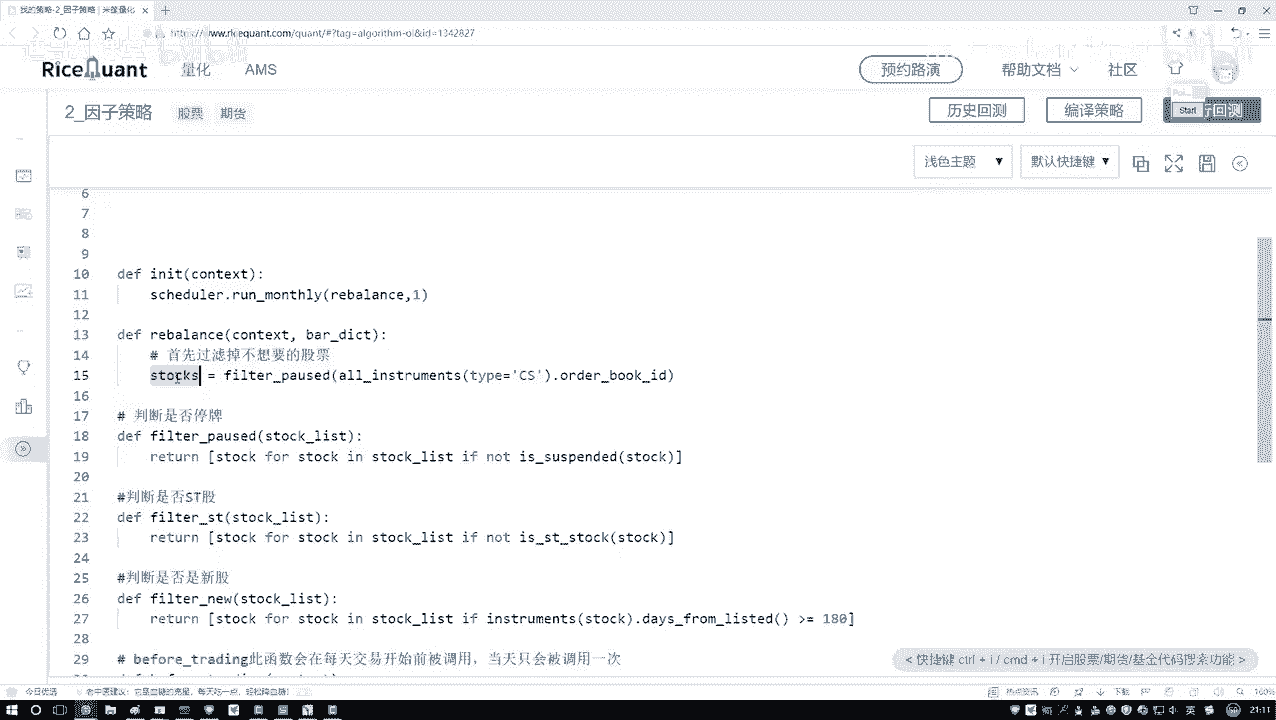 我的策略-2_因子策略 | 米筐量化
www.ricequant.com/quant/#?tag=algorithm-ol&id=1342827
RiceQuant 量化 AMS 预约路演 帮助文档 社区
2_因子策略 股票 期货 历史回测 编译策略 Start 行回测
浅色主题 默认快捷键
6
7
8
9
10 def init(context):
11 scheduler.run_monthly(rebalance,1)
12
13 def rebalance(context, bar_dict):
14 # 首先过滤掉不想要的股票
15 stocks = filter_paused(all_instruments(type='CS').order_book_id)
16
17 # 判断是否停牌
18 def filter_paused(stock_list):
19 return [stock for stock in stock_list if not is_suspended(stock)]
20
21 #判断是否ST股
22 def filter_st(stock_list):
23 return [stock for stock in stock_list if not is_st_stock(stock)]
24
25 #判断是否是新股
26 def filter_new(stock_list):
27 return [stock for stock in stock_list if instruments(stock).days_from_listed() >= 180]
28
29 # before_trading此函数会在每天交易开始前被调用，当天只会被调用一次
< 快捷键 ctrl + i / cmd + i 开启股票/期货/基金代码搜索功能 >
今日优选
100%
英 21:11